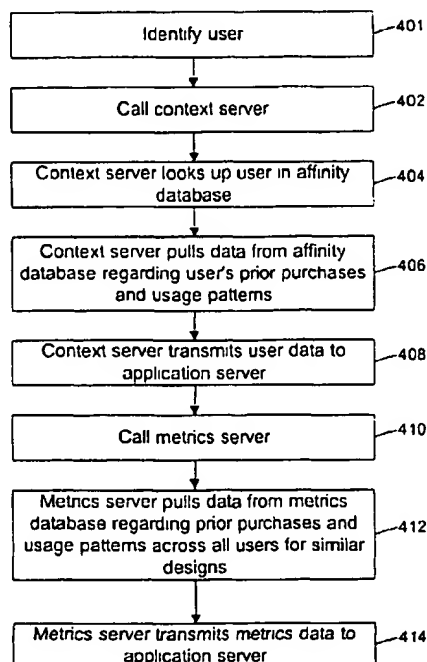 Identify user
401
Call context server
402
Context server looks up user in affinity
database
404
Context server pulls data from affinity
database regarding user's prior purchases
and usage patterns
406
Context server transmits user data to
application server
408
Call metrics server
410
Metrics server pulls data from metrics
database regarding prior purchases and
usage patterns across all users for similar
designs
412
Metrics server transmits metrics data to
application server
414